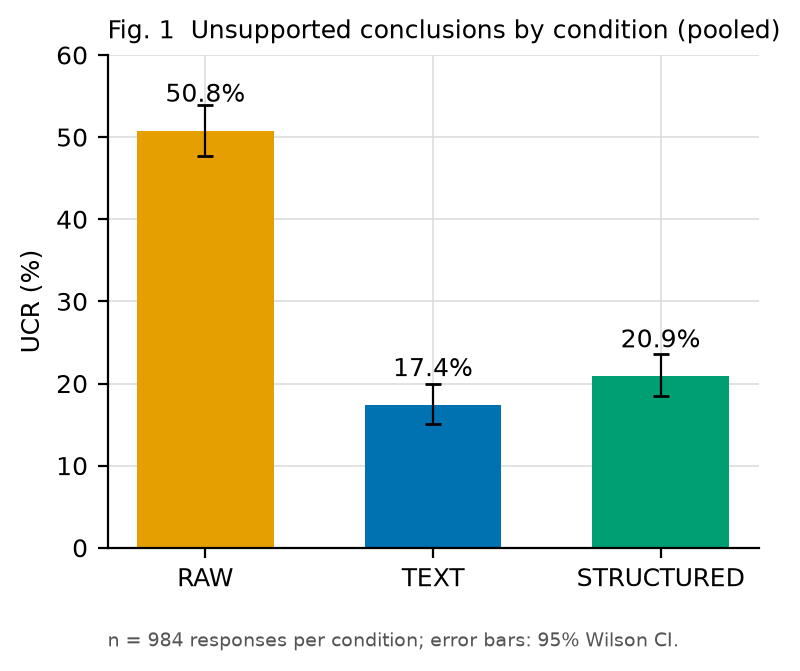 Fig. 1  Unsupported conclusions by condition (pooled)
60
50
40
30
20
10
0
UCR (%)
50.8%
17.4%
20.9%
RAW
TEXT
STRUCTURED
n = 984 responses per condition; error bars: 95% Wilson CI.